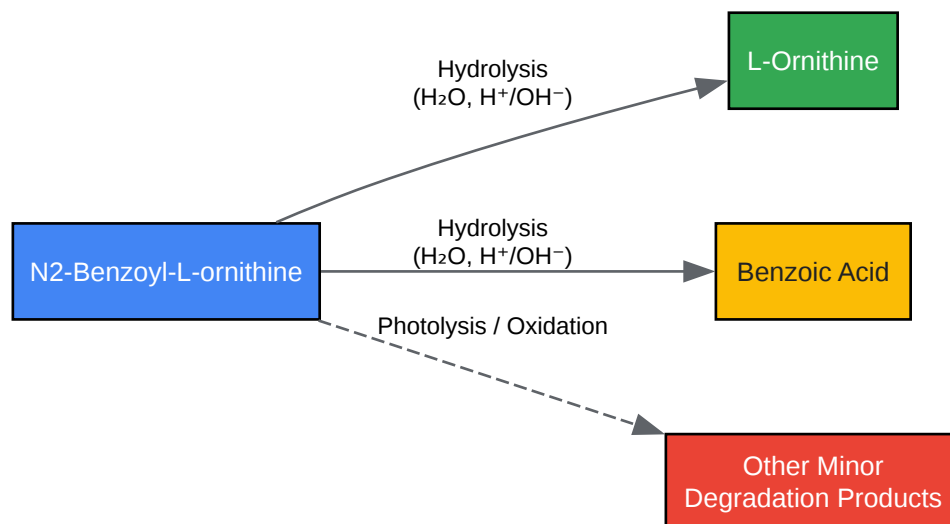 L-Ornithine
Hydrolysis
(H₂O, H⁺/OH⁻)
N2-Benzoyl-L-ornithine
Hydrolysis
(H₂O, H⁺/OH⁻)
Benzoic Acid
Photolysis / Oxidation
Other Minor
Degradation Products